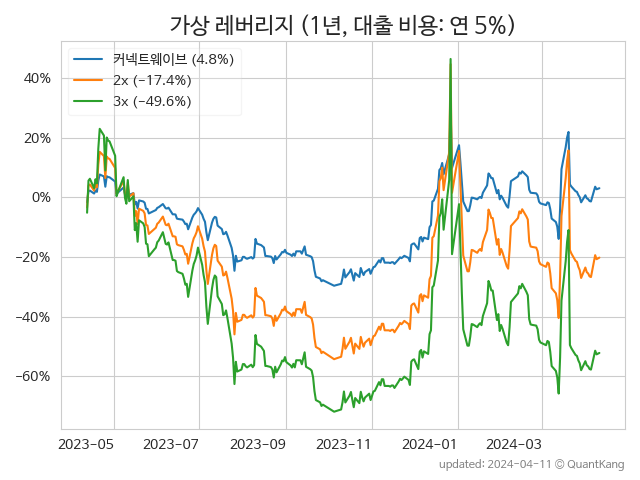 가상 레버리지 (1년, 대출 비용: 연 5%)
커넥트웨이브 (4.8%)
2x (−17.4%)
3x (−49.6%)
40%
20%
0%
−20%
−40%
−60%
2023-05 2023-07 2023-09 2023-11 2024-01 2024-03
updated: 2024-04-11 © QuantKang